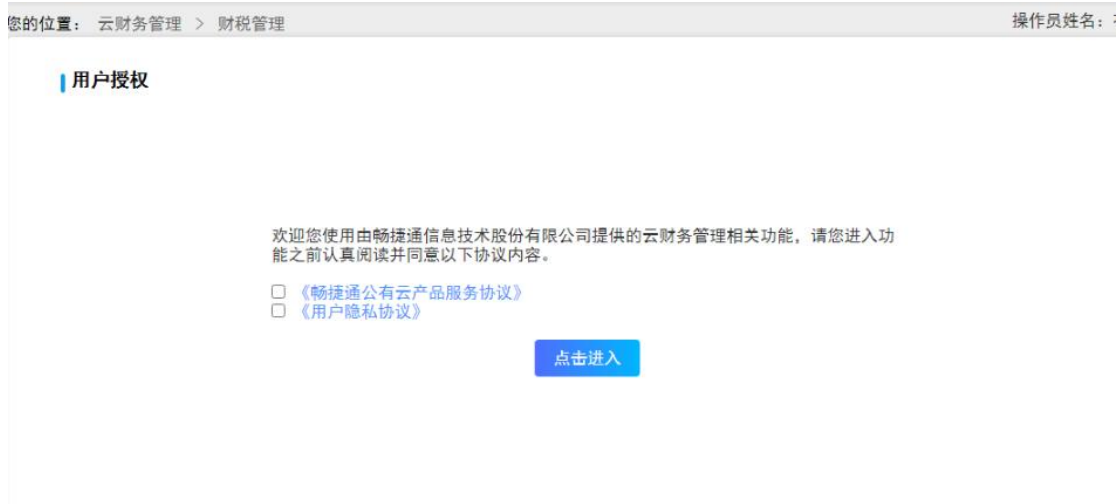 您的位置： 云财务管理 > 财税管理
操作员姓名：
用户授权
欢迎您使用由畅捷通信息技术股份有限公司提供的云财务管理相关功能，请您进入功
能之前认真阅读并同意以下协议内容。
《畅捷通公有云产品服务协议》
《用户隐私协议》
点击进入